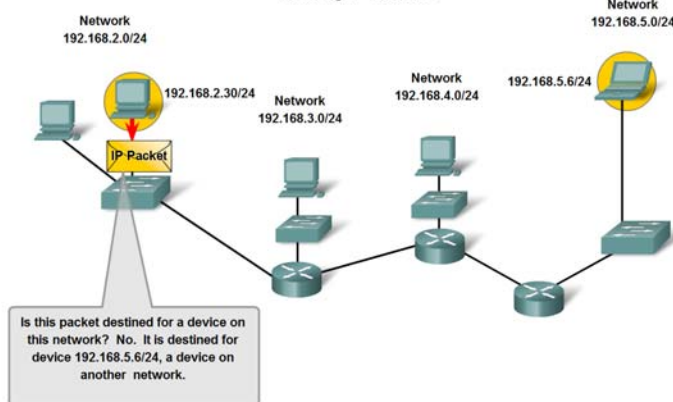 Network
192.168.2.0/24
192.168.2.30/24
IP Packet
Network
192.168.3.0/24
Network
192.168.4.0/24
Network
192.168.5.0/24
192.168.5.6/24
Is this packet destined for a device on
this network? No. It is destined for
device 192.168.5.6/24, a device on
another network.